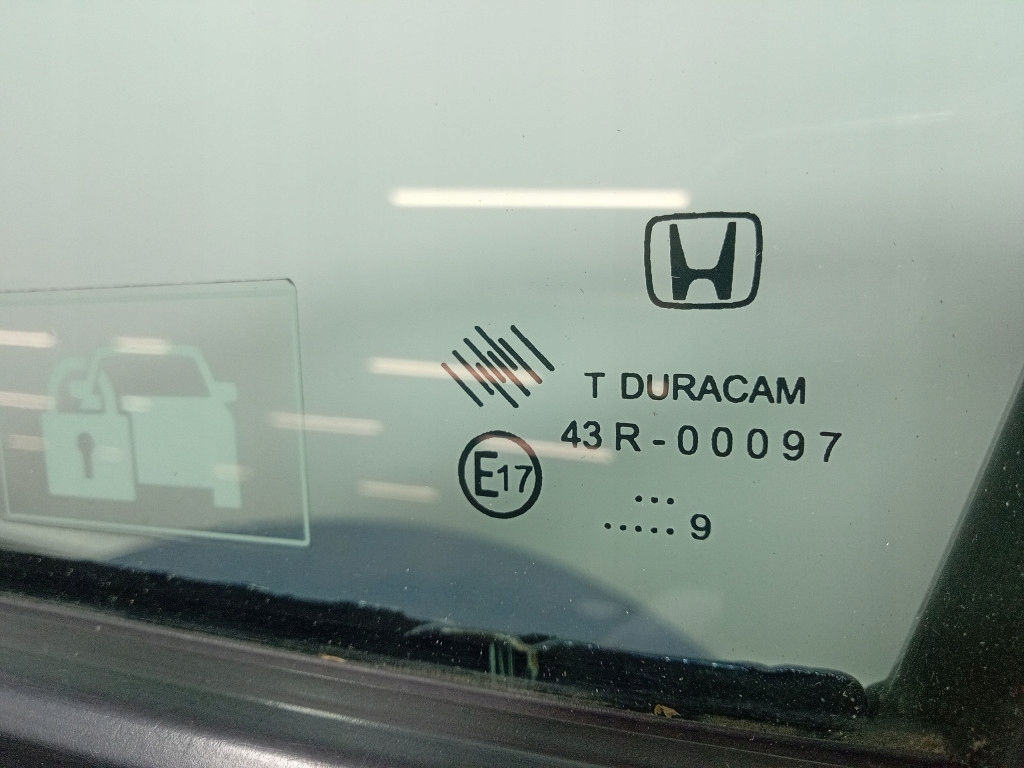 T DURACAM
43R-00097
E17
...
.....9